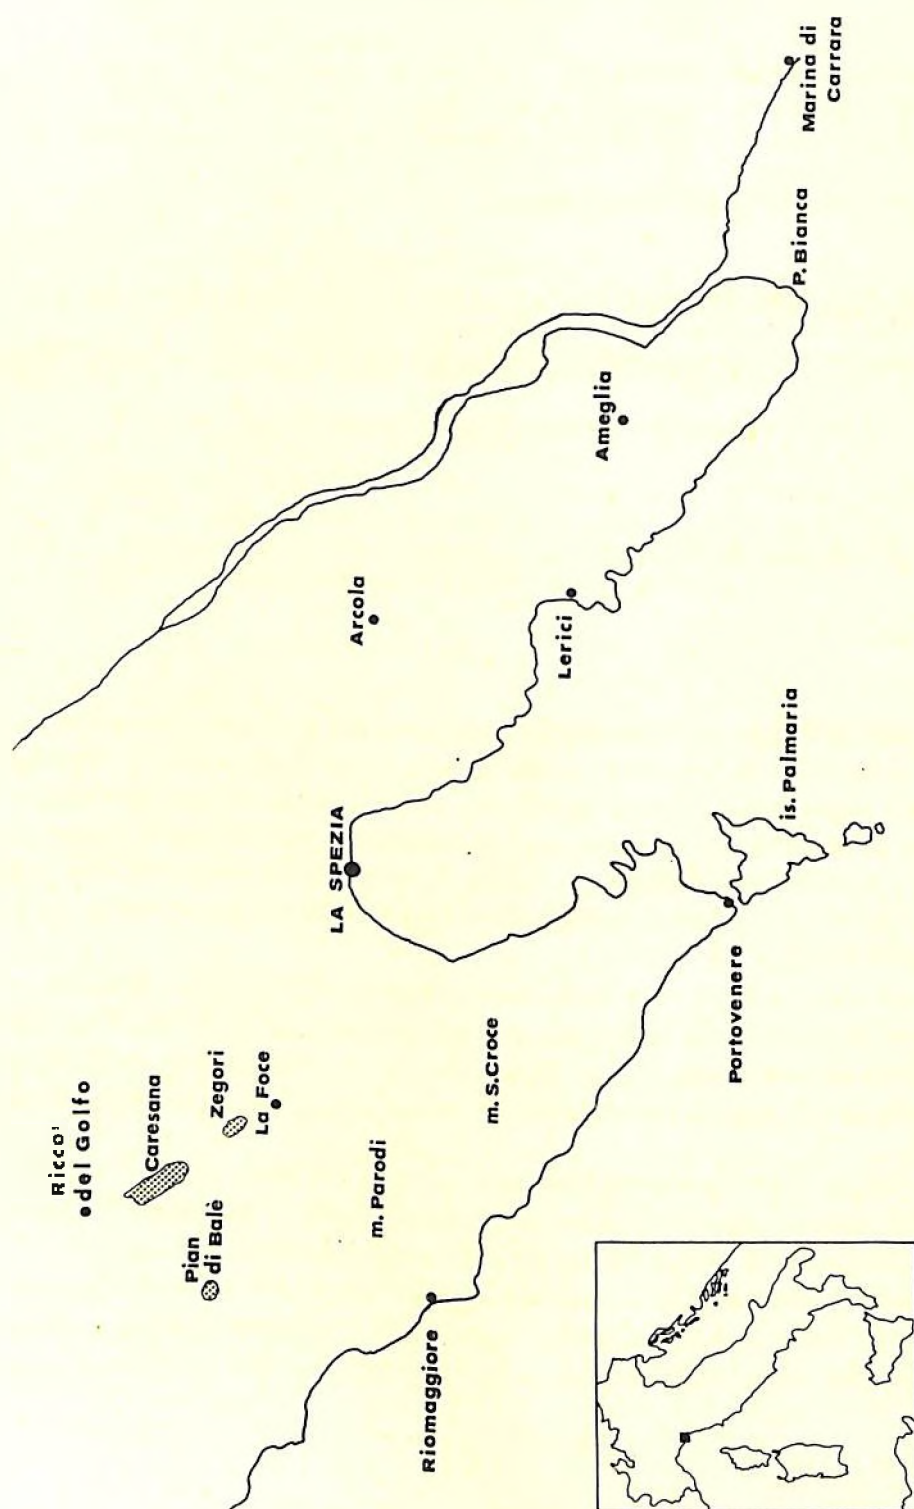 Ricco'
del Golfo
Caresana
Pian
di Balè
Zegori
La Foce
m. Parodi
m. S.Croce
Riomaggiore
LA SPEZIA
Portovenere
is. Palmaria
Arcola
Lerici
Ameglia
P. Bianca
Marina di
Carrara